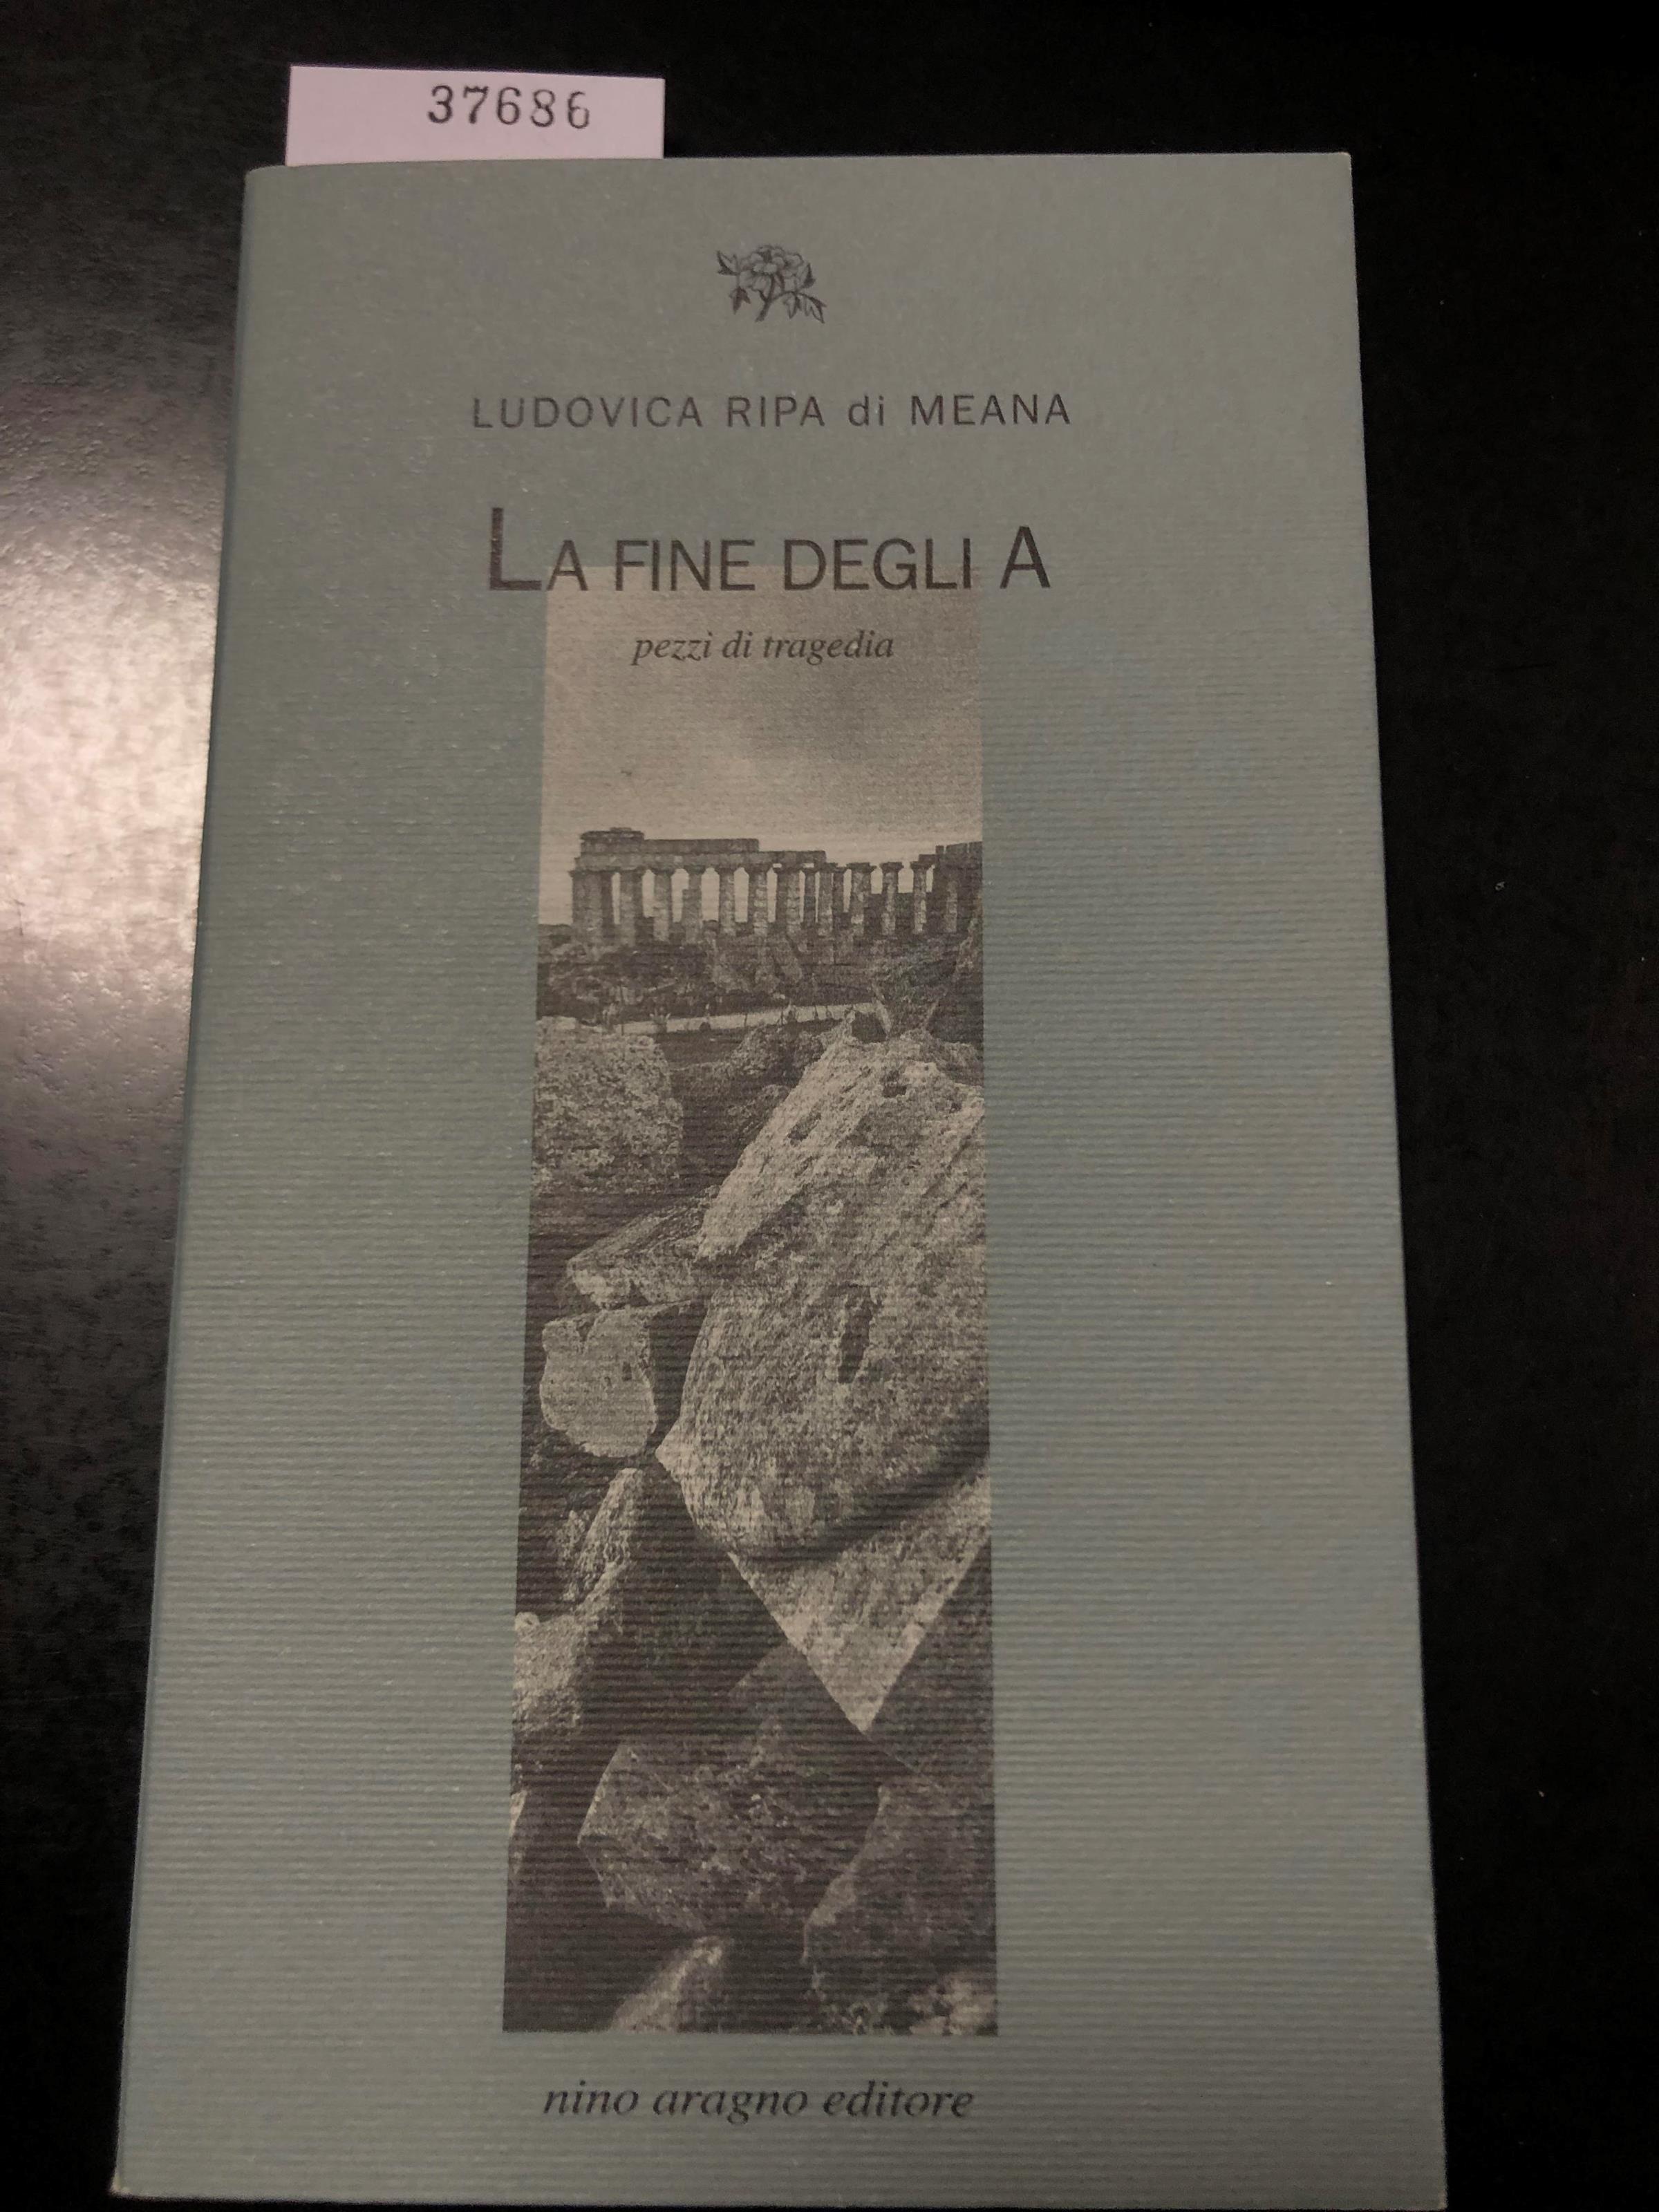 37686
LUDOVICA RIPA di MEANA
LA FINE DEGLI A
pezzi di tragedia
nino aragno editore